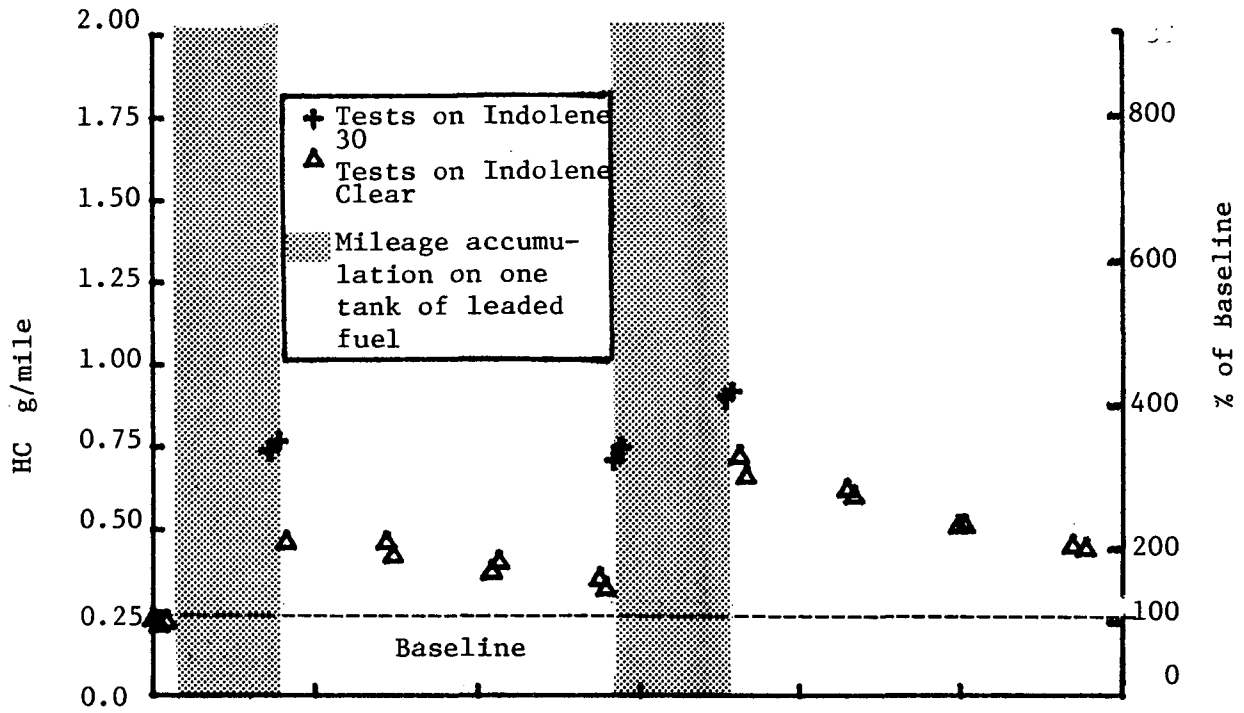 2.00
1.75
1.50
1.25
1.00
0.75
0.50
0.25
0.0
HC g/mile
Tests on Indolene
30
Tests on Indolene
Clear
Mileage accumu-
lation on one
tank of leaded
fuel
Baseline
800
600
400
200
100
0
% of Baseline